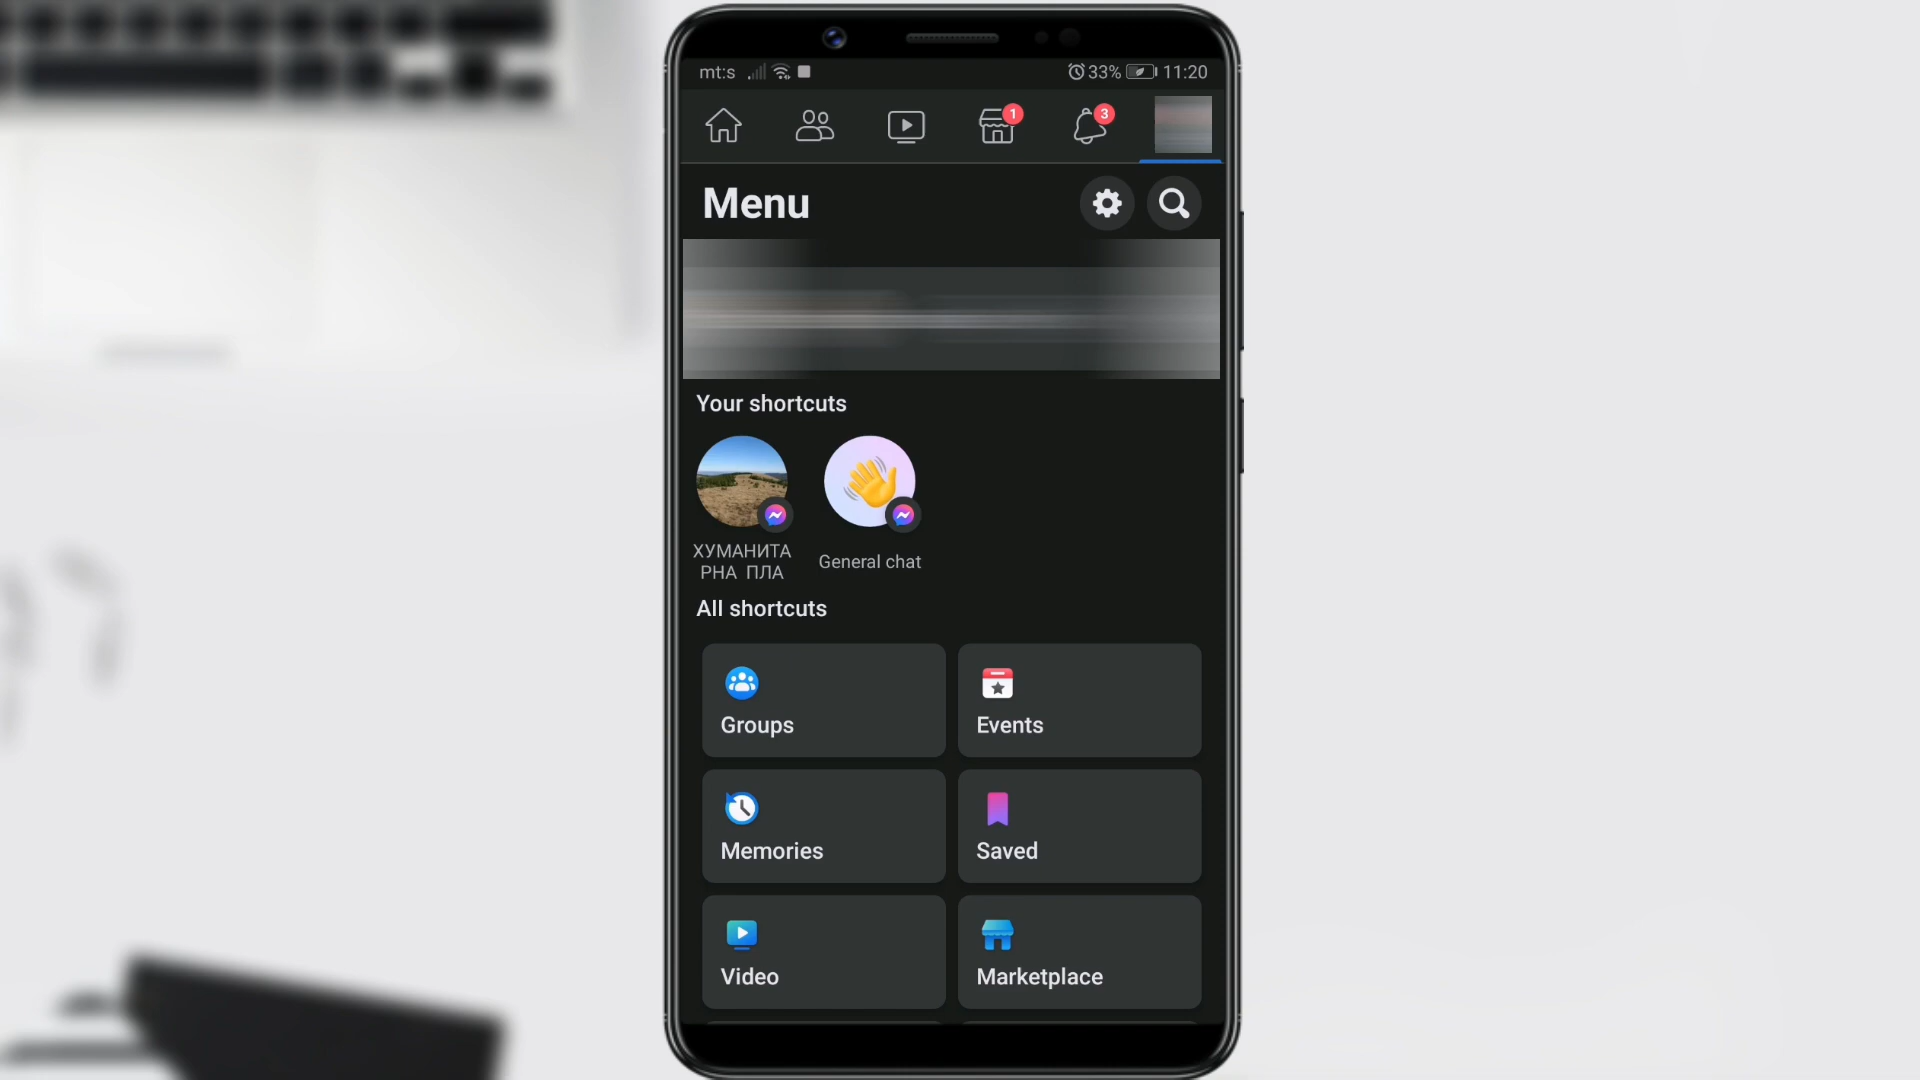 mt:s 33% 11:20
1 3
Menu
Your shortcuts
ХУМАНИТА
РНА ПЛА
General chat
All shortcuts
Groups Events
Memories Saved
Video Marketplace